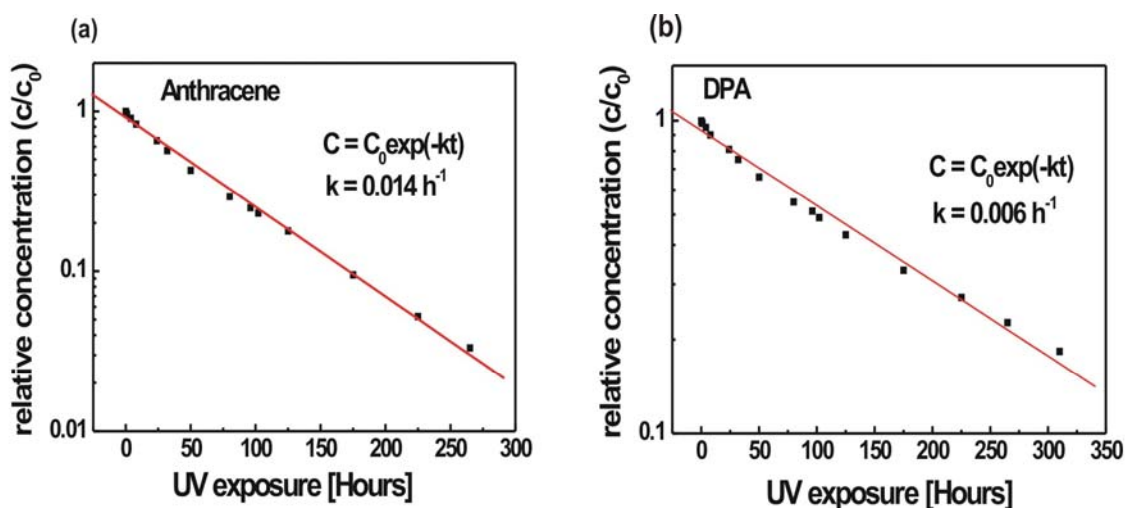 (a)
relative concentration (c/c₀)
1
0.1
0.01
Anthracene
C = C₀exp(-kt)
k = 0.014 h⁻¹
0 50 100 150 200 250 300
UV exposure [Hours]
(b)
relative concentration (c/c₀)
1
0.1
DPA
C = C₀exp(-kt)
k = 0.006 h⁻¹
0 50 100 150 200 250 300 350
UV exposure [Hours]